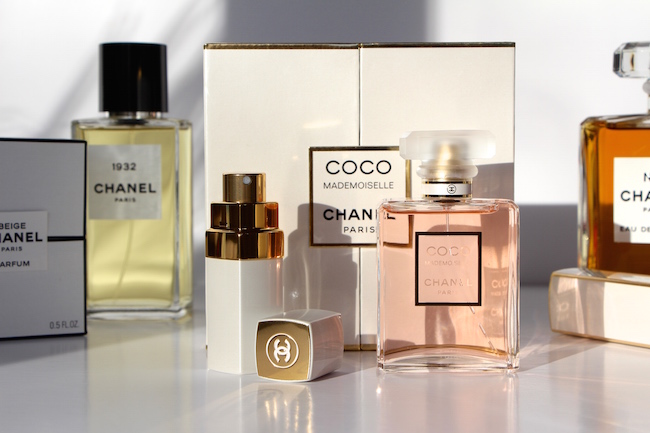 1932
CHANEL
PARIS
BEIGE
CHANEL
PARIS
PARFUM
0.5 FL. OZ.
COCO
MADEMOISELLE
CHANEL
PARIS
COCO
MADEMOISELLE
CHANEL
PARIS
N
CHA
PARIS
EAU DE